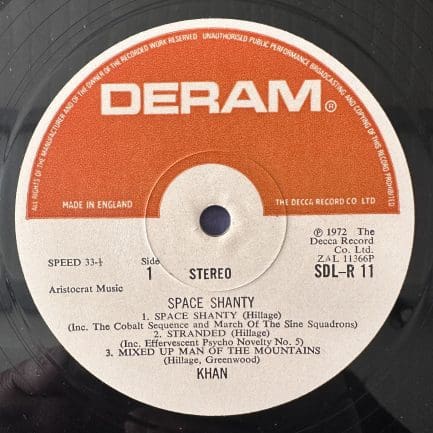 ALL RIGHTS OF THE MANUFACTURER AND OF THE OWNER OF THE RECORDED WORK RESERVED UNAUTHORISED PUBLIC PERFORMANCE BROADCASTING AND COPYING OF THIS RECORD PROHIBITED
DERAM®
MADE IN ENGLAND
THE DECCA RECORD CO LTD
℗ 1972 The
Decca Record
Co. Ltd.
ZAL 11366P
SPEED 33-⅓
Side
1
STEREO
SDL-R 11
Aristocrat Music
SPACE SHANTY
1. SPACE SHANTY (Hillage)
(Inc. The Cobalt Sequence and March Of The Sine Squadrons)
2. STRANDED (Hillage)
(Inc. Effervescent Psycho Novelty No. 5)
3. MIXED UP MAN OF THE MOUNTAINS
(Hillage, Greenwood)
KHAN